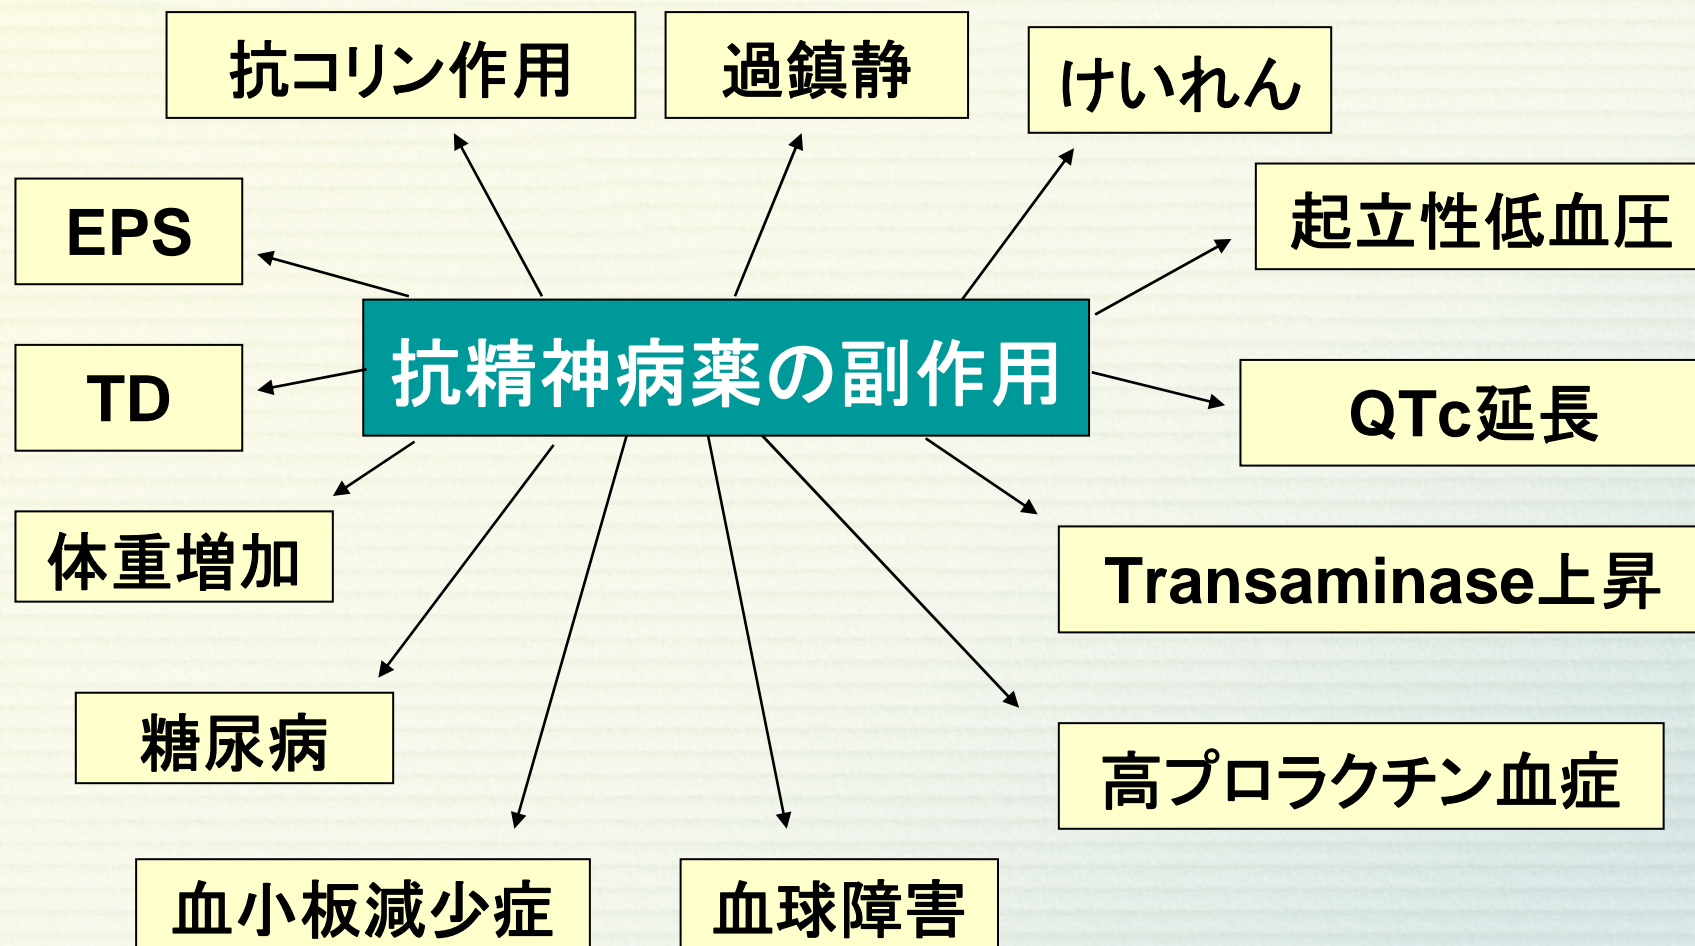 抗コリン作用
過鎮静
けいれん
EPS
起立性低血圧
抗精神病薬の副作用
TD
QTc延長
体重増加
Transaminase上昇
糖尿病
高プロラクチン血症
血小板減少症
血球障害